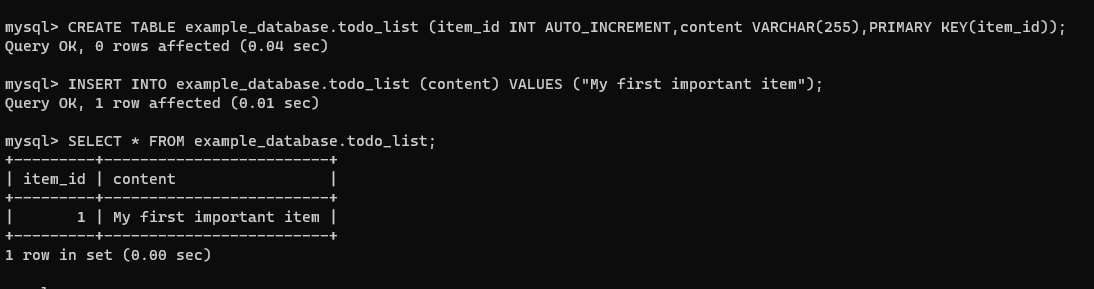 mysql> CREATE TABLE example_database.todo_list (item_id INT AUTO_INCREMENT,content VARCHAR(255),PRIMARY KEY(item_id));
Query OK, 0 rows affected (0.04 sec)
mysql> INSERT INTO example_database.todo_list (content) VALUES ("My first important item");
Query OK, 1 row affected (0.01 sec)
mysql> SELECT * FROM example_database.todo_list;
+---------+-------------------------+
| item_id | content                 |
+---------+-------------------------+
|       1 | My first important item |
+---------+-------------------------+
1 row in set (0.00 sec)